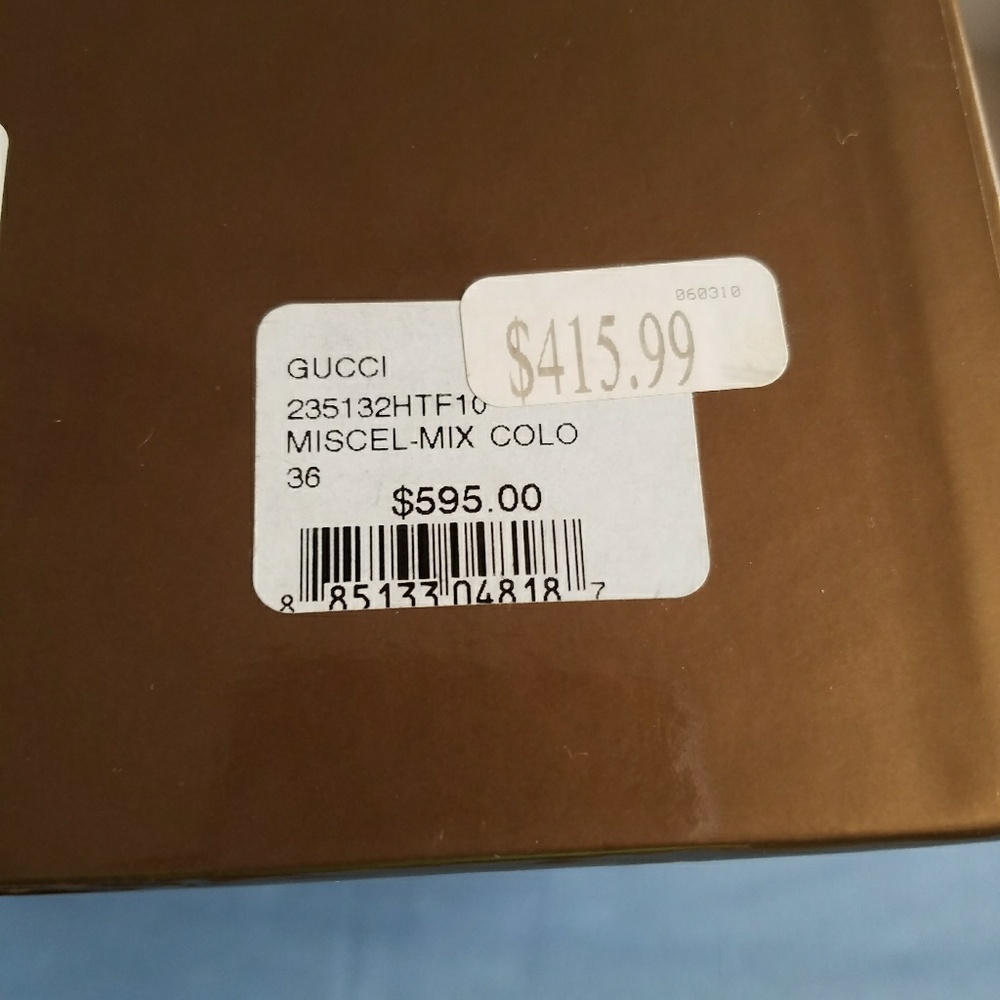 060310
$415.99
GUCCI
235132HTF10
MISCEL-MIX COLO
36
$595.00
8 85133 04818 7